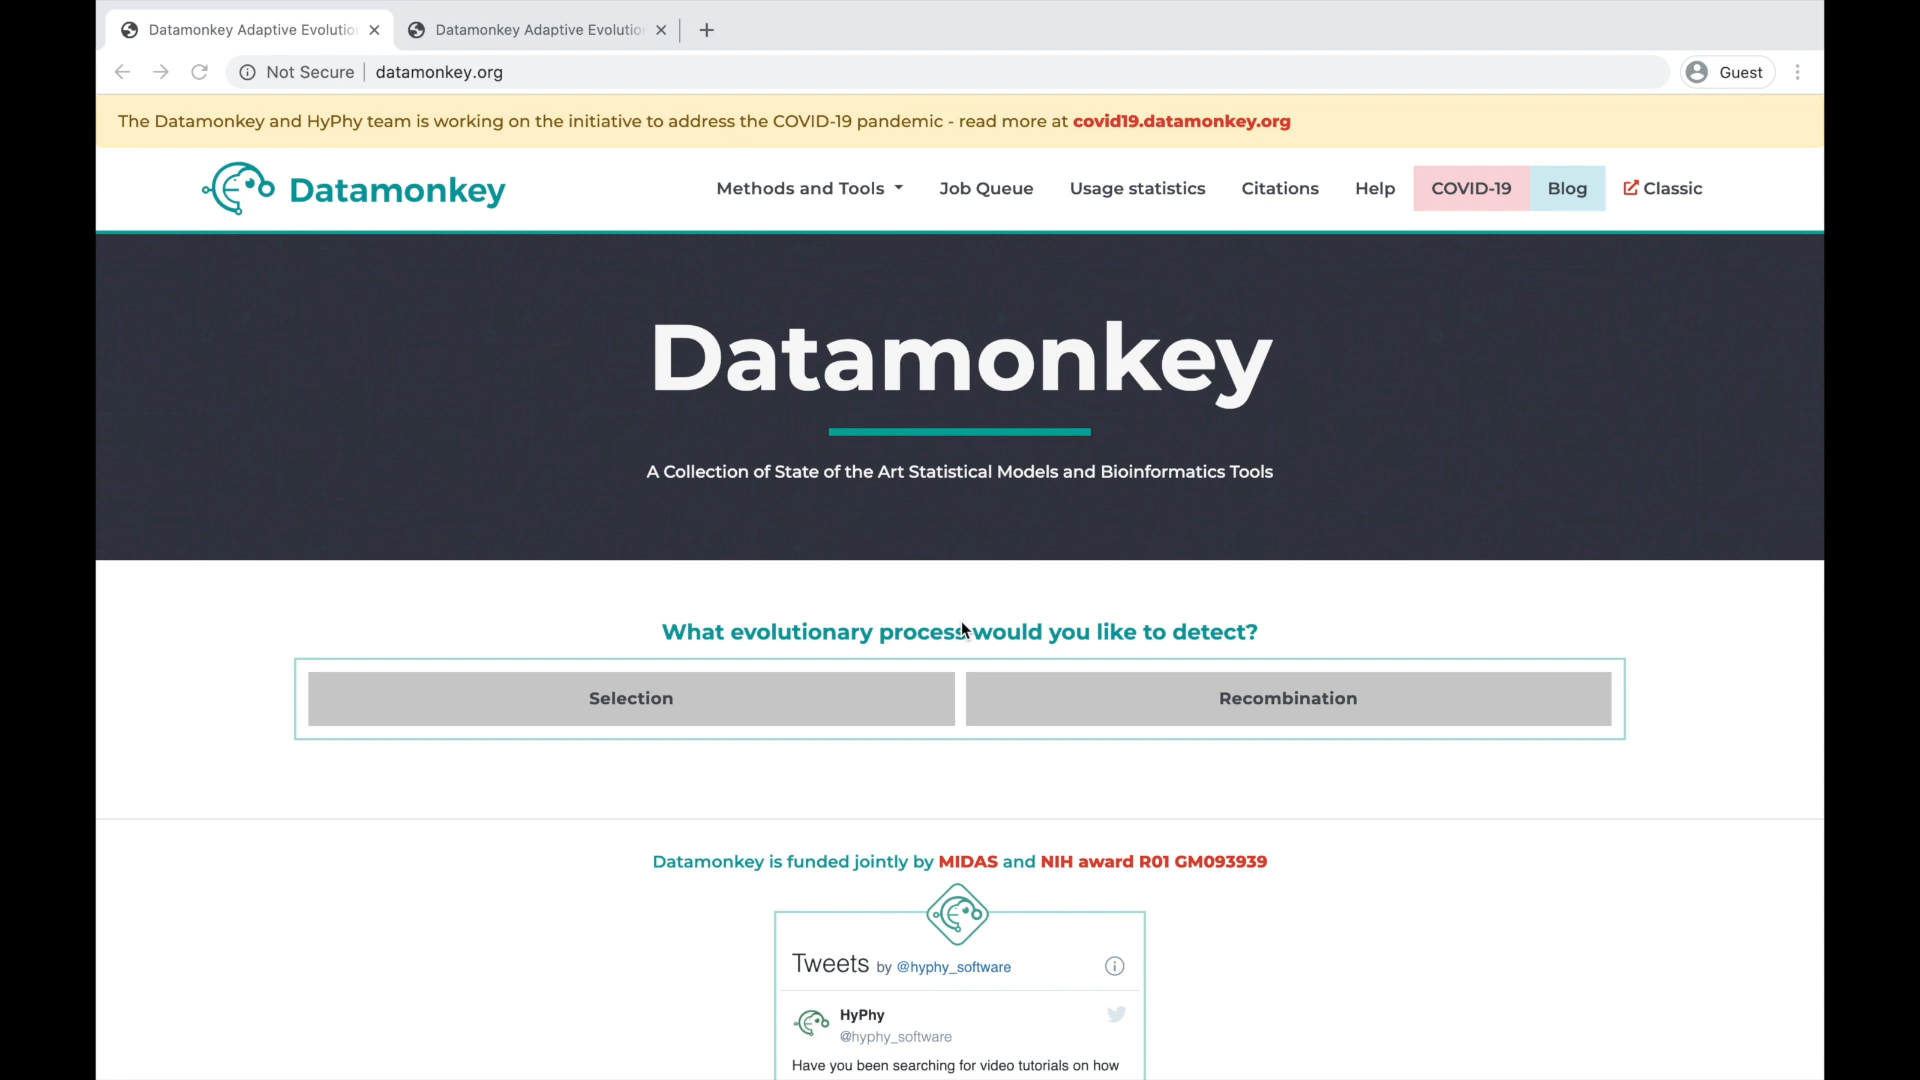 Datamonkey Adaptive Evolutio
Datamonkey Adaptive Evolutio
Not Secure datamonkey.org
Guest
The Datamonkey and HyPhy team is working on the initiative to address the COVID-19 pandemic - read more at covid19.datamonkey.org
Datamonkey
Methods and Tools
Job Queue
Usage statistics
Citations
Help
COVID-19
Blog
Classic
Datamonkey
A Collection of State of the Art Statistical Models and Bioinformatics Tools
What evolutionary process would you like to detect?
Selection
Recombination
Datamonkey is funded jointly by MIDAS and NIH award R01 GM093939
Tweets by @hyphy_software
HyPhy
@hyphy_software
Have you been searching for video tutorials on how